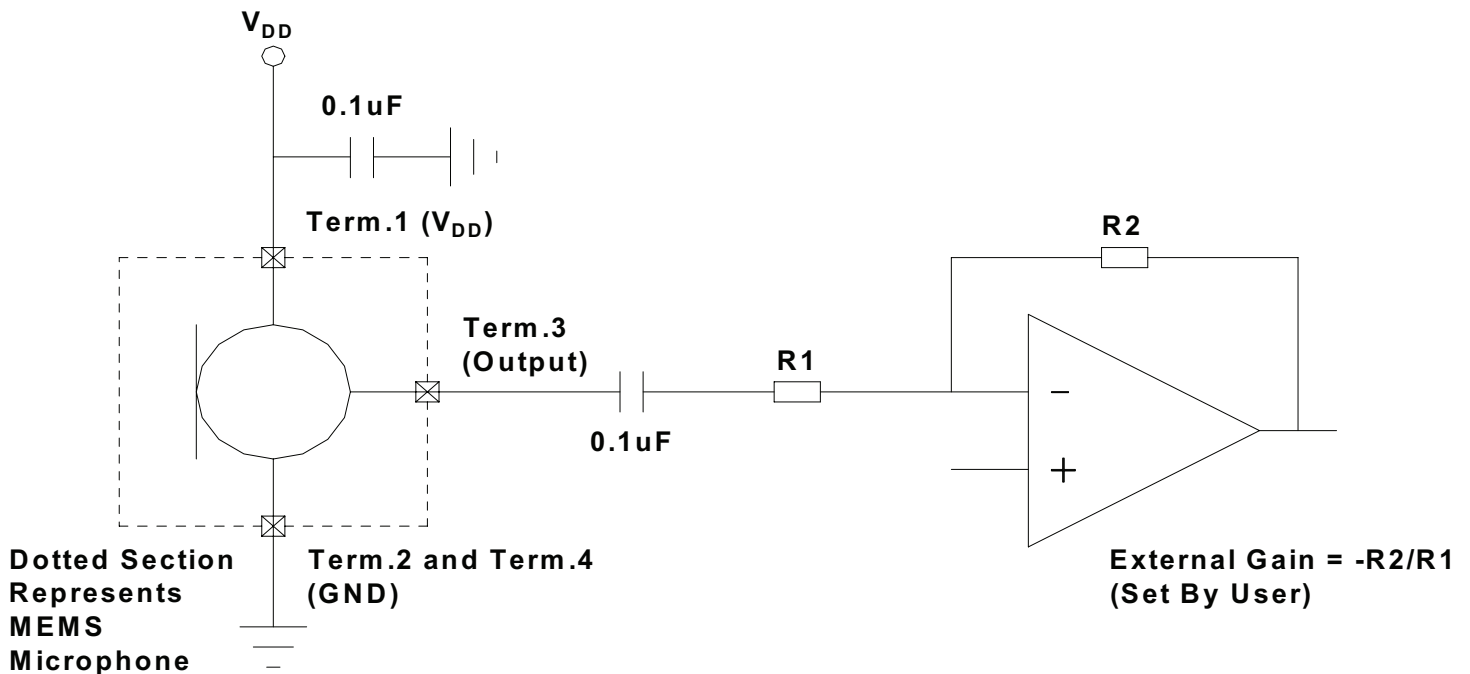 VDD
0.1uF
Term.1 (VDD)
R2
Term.3
(Output)
R1
0.1uF
-
+
Dotted Section
Represents
MEMS
Microphone
Term.2 and Term.4
(GND)
External Gain = -R2/R1
(Set By User)